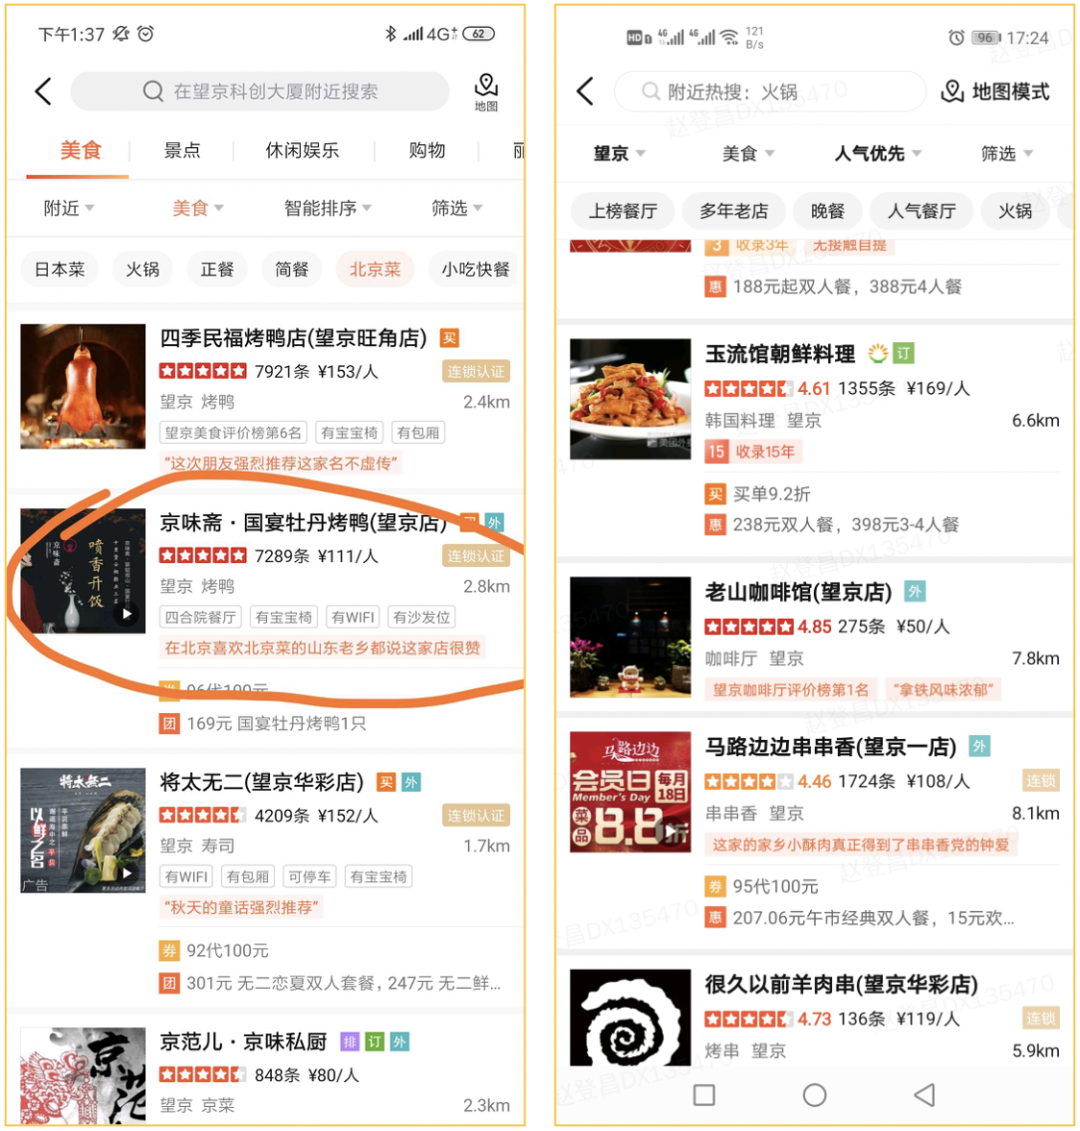 下午1:37
4G+
62
在望京科创大厦附近搜索
地图
美食
景点
休闲娱乐
购物
附近
美食
智能排序
筛选
日本菜
火锅
正餐
简餐
北京菜
小吃快餐
四季民福烤鸭店(望京旺角店) 买
7921条 ¥153/人
连锁认证
望京 烤鸭
2.4km
望京美食评价榜第6名
有宝宝椅
有包厢
“这次朋友强烈推荐这家名不虚传”
京味斋
喷香开饭
京味斋·国宴牡丹烤鸭(望京店) 外
7289条 ¥111/人
连锁认证
望京 烤鸭
2.8km
四合院餐厅
有宝宝椅
有WIFI
有沙发位
在北京喜欢北京菜的山东老乡都说这家店很赞
96代100元
团 169元 国宴牡丹烤鸭1只
将太無二
以鲜之名
广告
将太无二(望京华彩店) 买 外
4209条 ¥152/人
连锁认证
望京 寿司
1.7km
有WIFI
有包厢
可停车
有宝宝椅
“秋天的童话强烈推荐”
券 92代100元
团 301元 无二恋夏双人套餐，247元 无二鲜...
京范儿·京味私厨 排 订 外
848条 ¥80/人
望京 京菜
2.3km
HD
4G
4G
121
B/s
96
17:24
附近热搜：火锅
地图模式
望京
美食
人气优先
筛选
上榜餐厅
多年老店
晚餐
人气餐厅
火锅
3 收录3年
无接触自提
惠 188元起双人餐，388元4人餐
玉流馆朝鲜料理 订
4.61 1355条 ¥169/人
韩国料理 望京
6.6km
15 收录15年
买 买单9.2折
惠 238元双人餐，398元3-4人餐
老山咖啡馆(望京店) 外
4.85 275条 ¥50/人
咖啡厅 望京
7.8km
望京咖啡厅评价榜第1名
“拿铁风味浓郁”
马路边边
会员日
每月
18日
Member's Day
菜品
8.8折
马路边边串串香(望京一店) 外
4.46 1724条 ¥108/人
连锁
串串香 望京
8.1km
这家的家乡小酥肉真正得到了串串香党的钟爱
券 95代100元
惠 207.06元午市经典双人餐，15元欢...
很久以前羊肉串(望京华彩店)
4.73 136条 ¥119/人
连锁
烤串 望京
5.9km
赵登昌DX135470